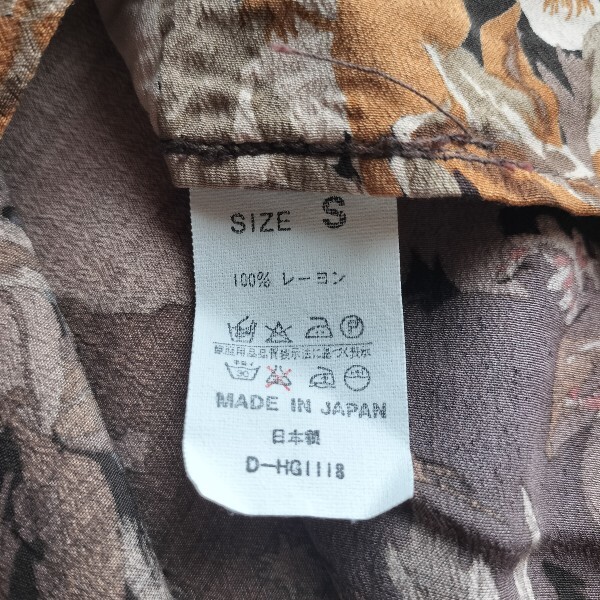 SIZE S
100% レーヨン
家庭用品品質表示法に基づく表示
MADE IN JAPAN
日本製
D-HG1118